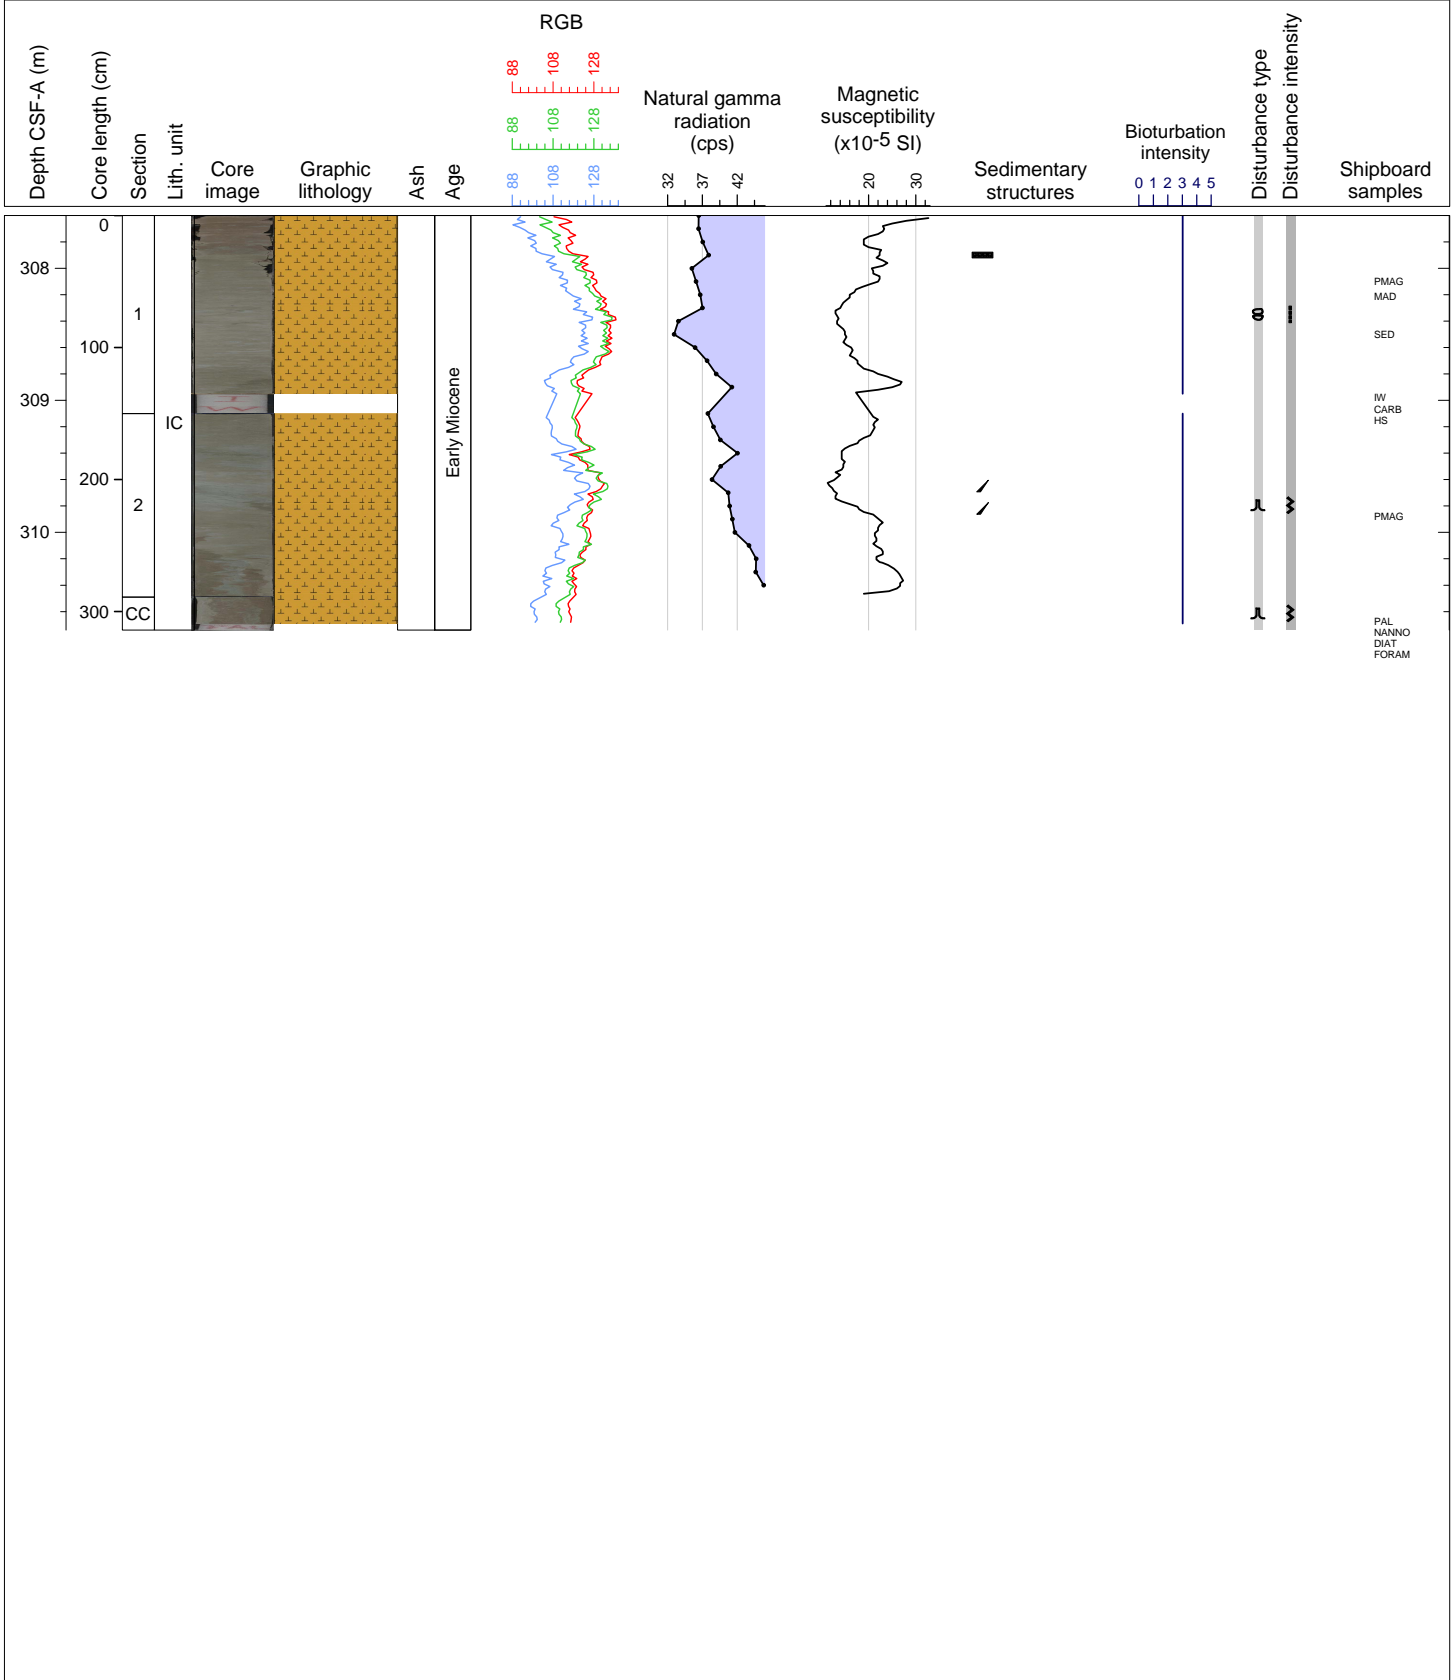 Depth CSF-A (m)
Core length (cm)
Section
Lith. unit
Core
image
Graphic
lithology
Ash
Age
RGB
88 108 128
88 108 128
88 108 128
Natural gamma
radiation
(cps)
32 37 42
Magnetic
susceptibility
(x10-5 SI)
20 30
Sedimentary
structures
Bioturbation
intensity
0 1 2 3 4 5
Disturbance type
Disturbance intensity
Shipboard
samples
0
308
PMAG
MAD
1
SED
100
Early Miocene
309
IW
CARB
HS
IC
200
2
PMAG
310
300
CC
PAL
NANNO
DIAT
FORAM